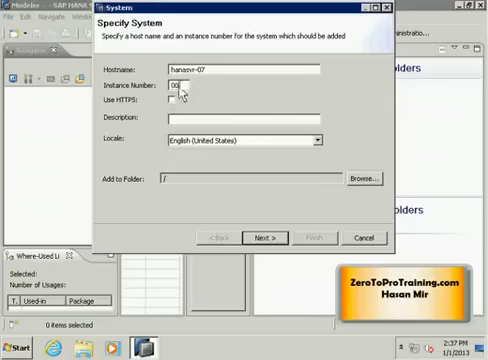 Modeler - SAP HANA S
System
File Edit Navigate
Specify System
Specify a host name and an instance number for the system which should be added
Hostname: hanasvr-07
Instance Number: 00
Use HTTPS:
Description:
Locale: English (United States)
Add to Folder: / Browse...
olders
olders
< Back Next > Finish Cancel
Where-Used Li
Selected:
Number of Usages:
T. Used-in Package
0 items selected
ZeroToProTraining.com
Hasan Mir
Start
2:37 PM
1/1/2013